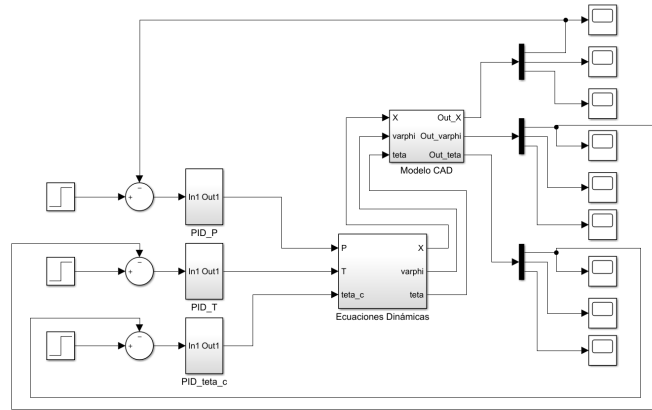 X Out_X
varphi Out_varphi
teta Out_teta
Modelo CAD
+ −
In1 Out1
PID_P
+ −
In1 Out1
PID_T
+ −
In1 Out1
PID_teta_c
P X
T varphi
teta_c teta
Ecuaciones Dinámicas